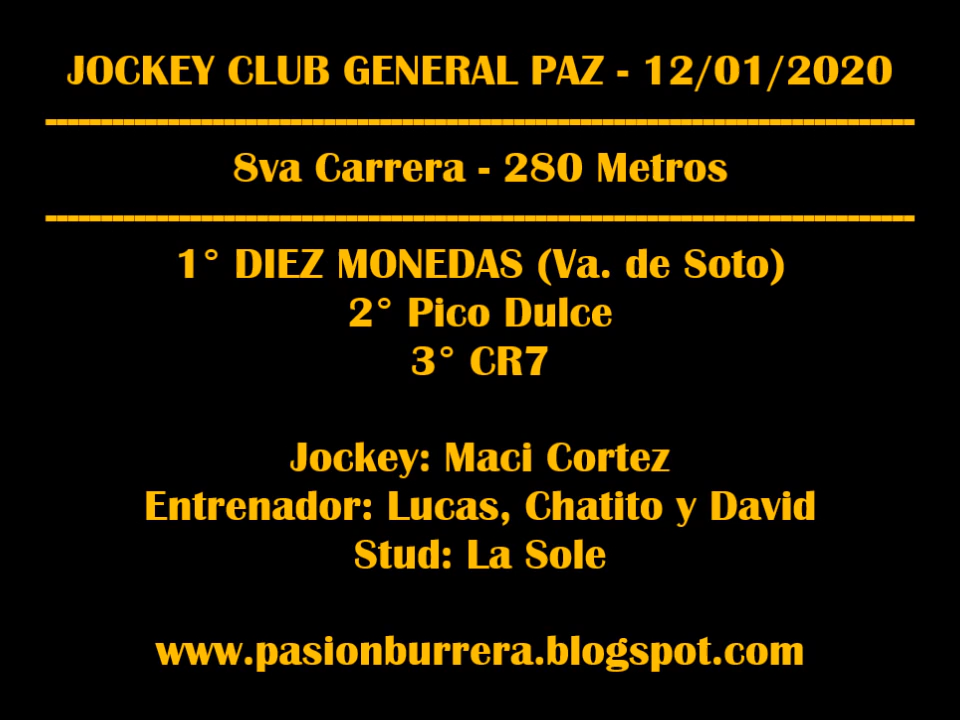 JOCKEY CLUB GENERAL PAZ - 12/01/2020
--------------------------------------------------------------------------------
8va Carrera - 280 Metros
--------------------------------------------------------------------------------
1° DIEZ MONEDAS (Va. de Soto)
2° Pico Dulce
3° CR7
Jockey: Maci Cortez
Entrenador: Lucas, Chatito y David
Stud: La Sole
www.pasionburrera.blogspot.com